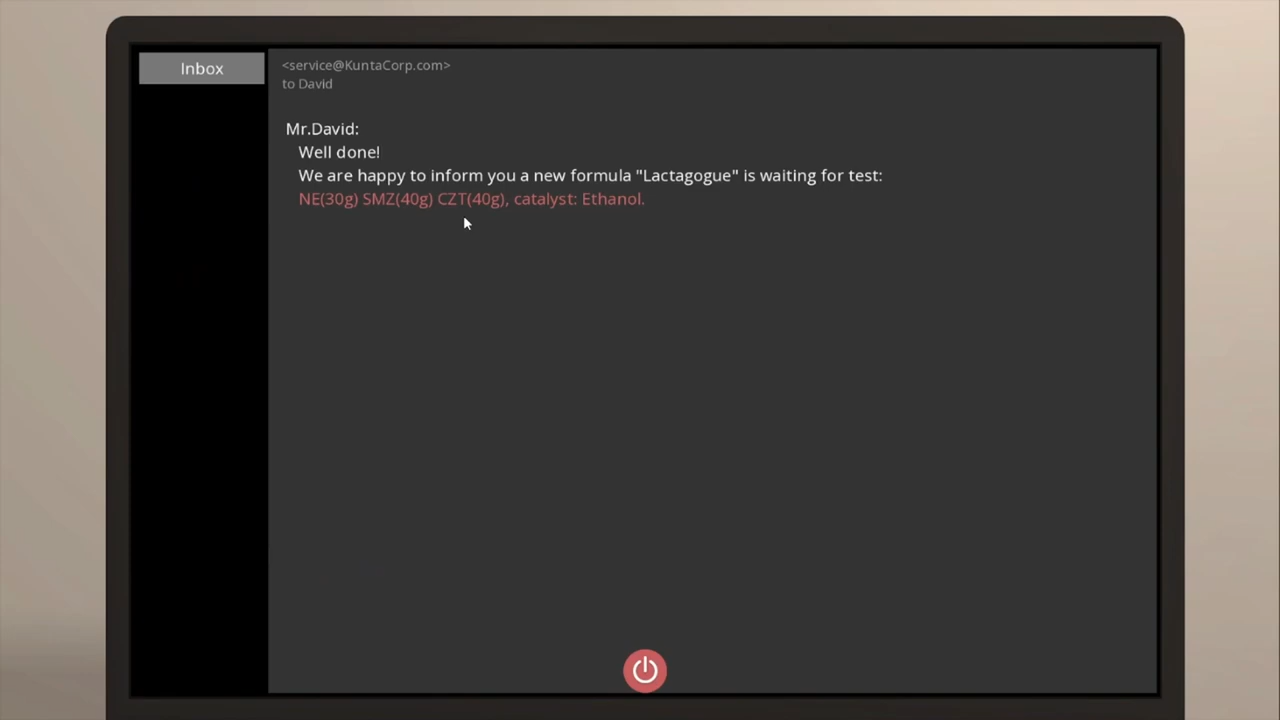 Inbox
<service@KuntaCorp.com>
to David
Mr.David:
Well done!
We are happy to inform you a new formula "Lactagogue" is waiting for test:
NE(30g) SMZ(40g) CZT(40g), catalyst: Ethanol.